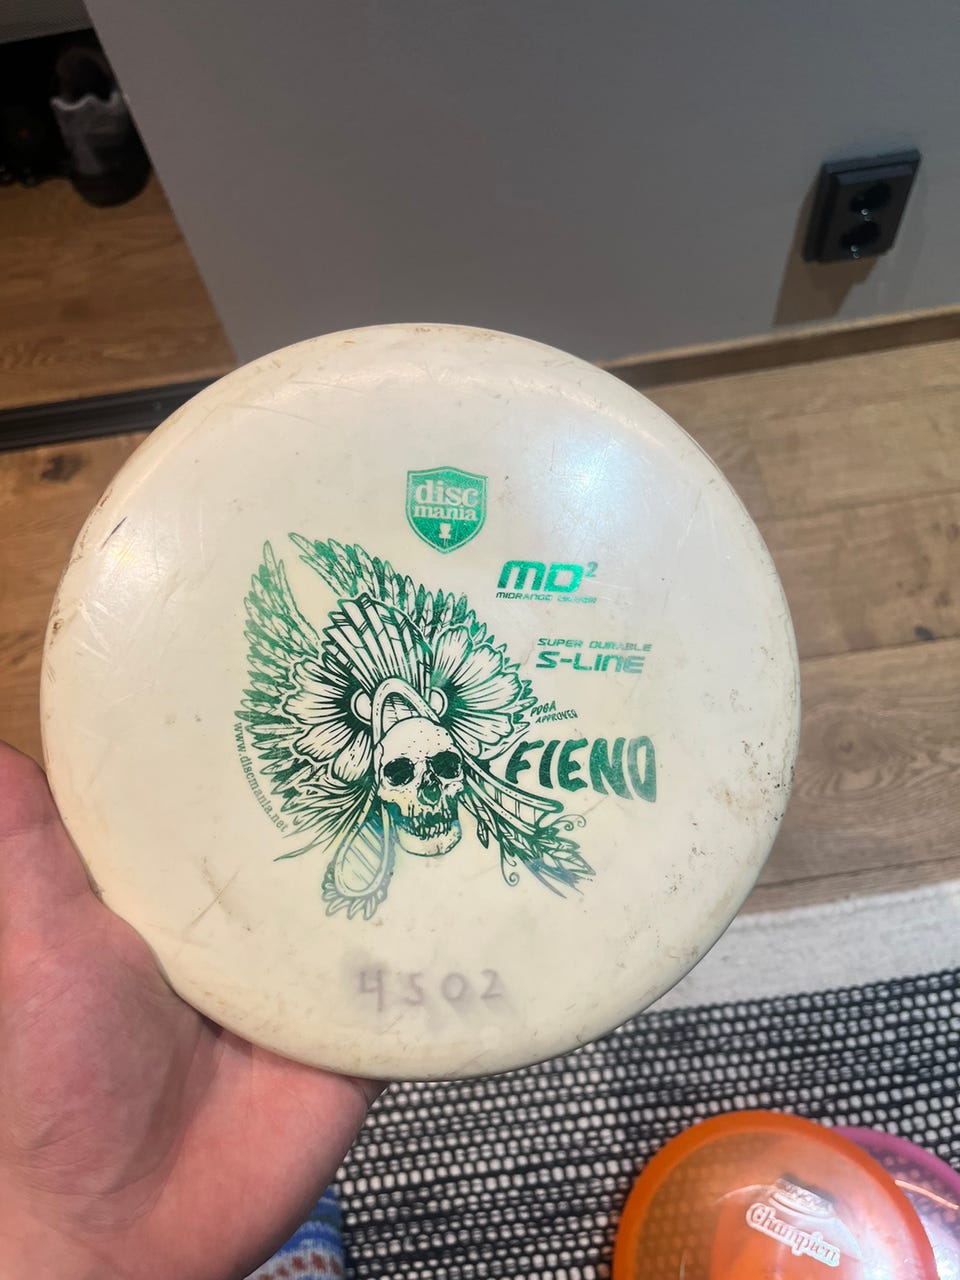 disc
mania
MD2
MIDRANGE DRIVER
SUPER DURABLE
S-LINE
PDGA
APPROVED
FIEND
www.discmania.net
4502
Champion